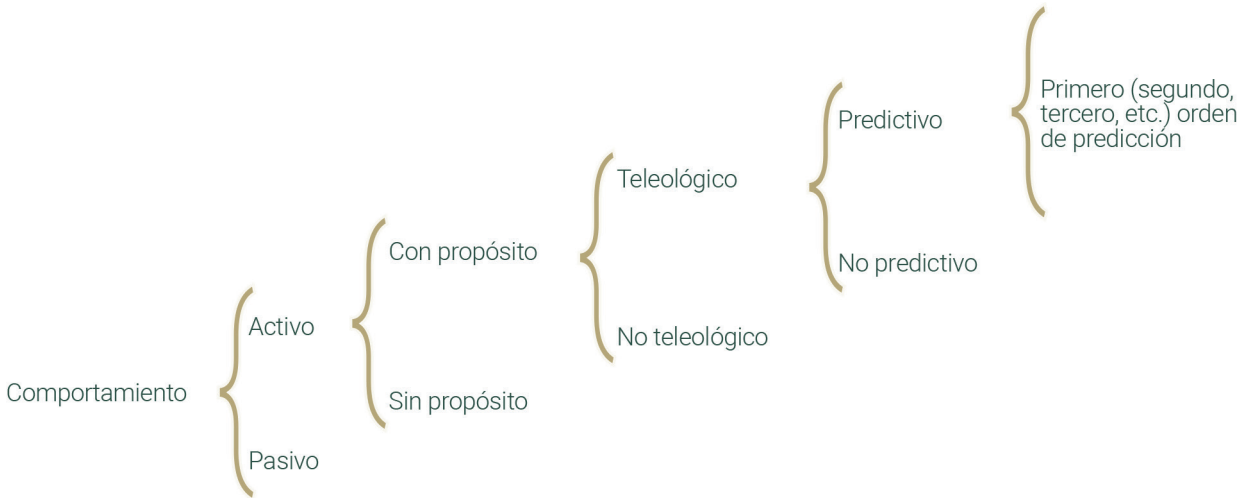 Comportamiento
Activo
Pasivo
Con propósito
Sin propósito
Teleológico
No teleológico
Predictivo
No predictivo
Primero (segundo,
tercero, etc.) orden
de predicción